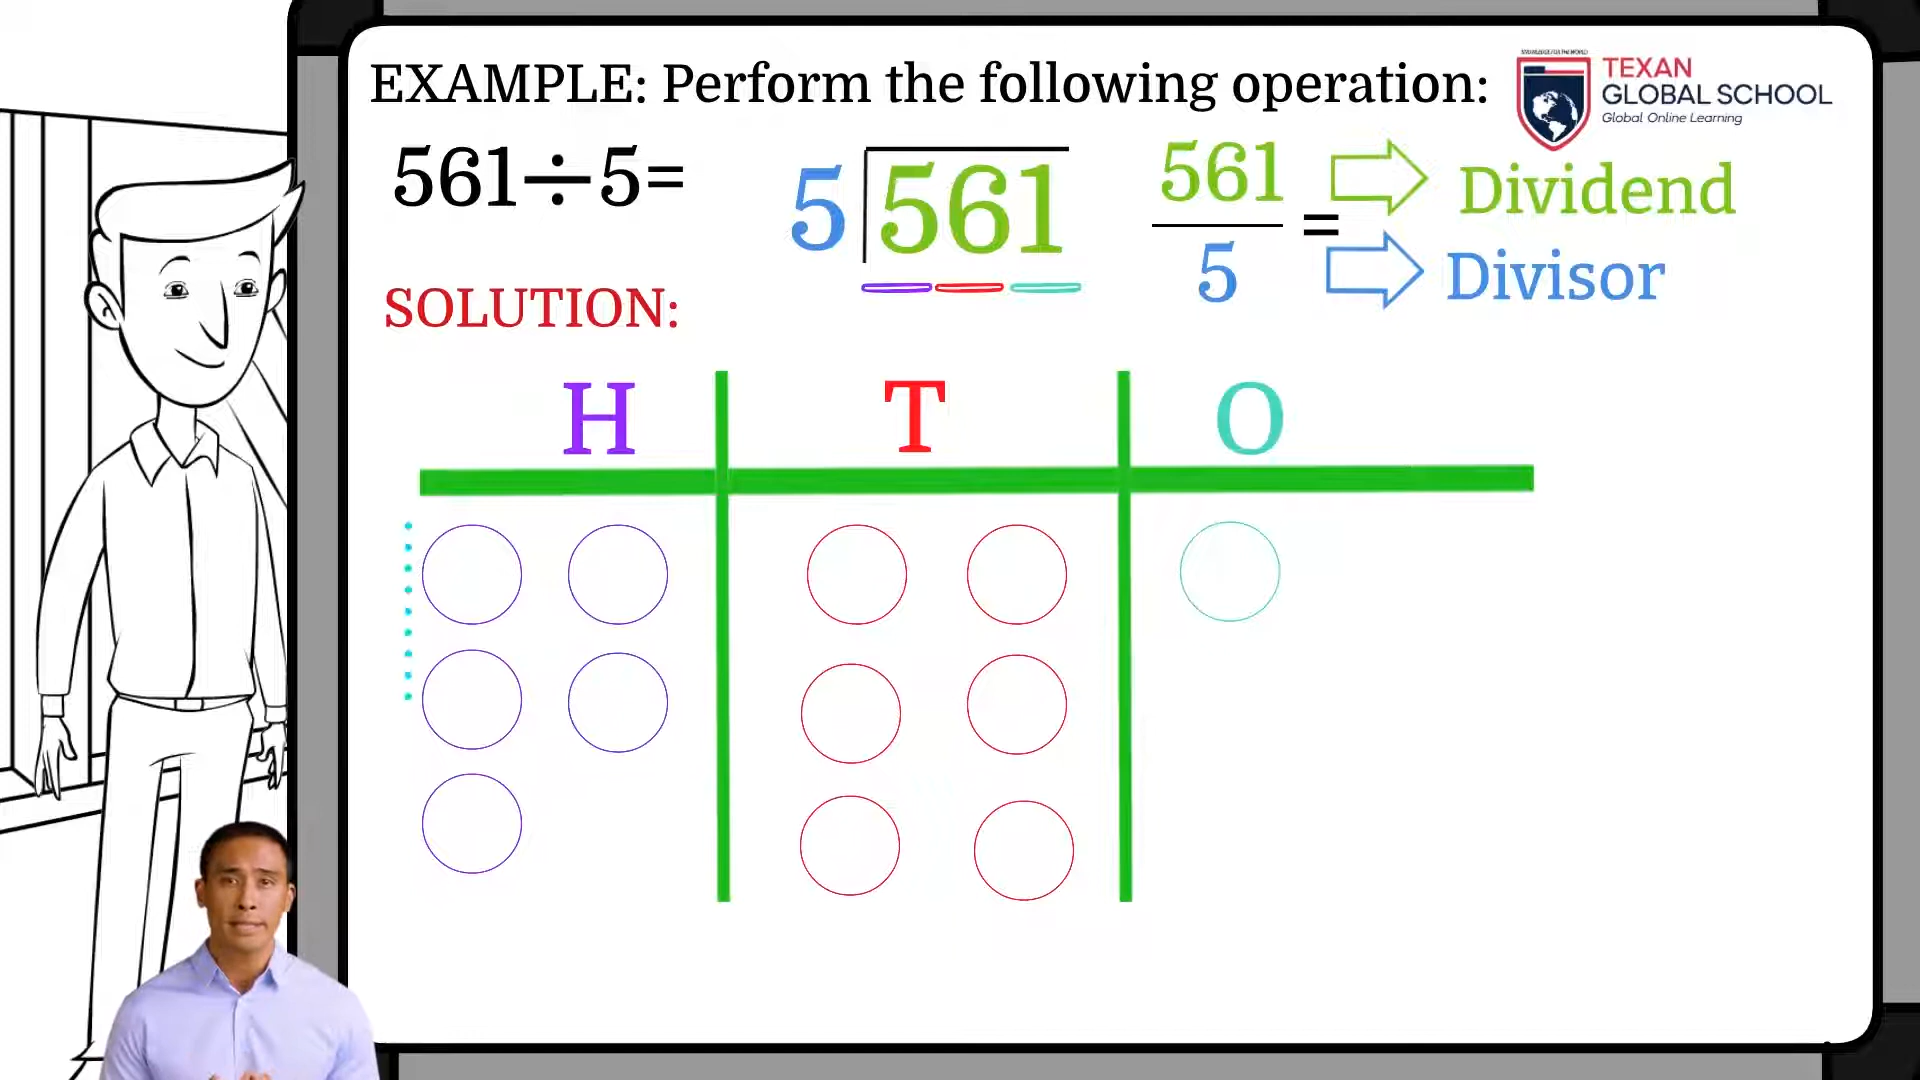 EXAMPLE: Perform the following operation:
TEXAN
GLOBAL SCHOOL
Global Online Learning
561÷5=
5 561
561
5
=
Dividend
Divisor
SOLUTION:
H T O